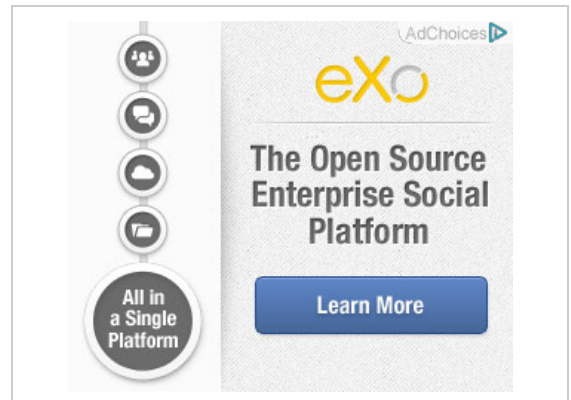 AdChoices
eXo
The Open Source
Enterprise Social
Platform
Learn More
All in
a Single
Platform